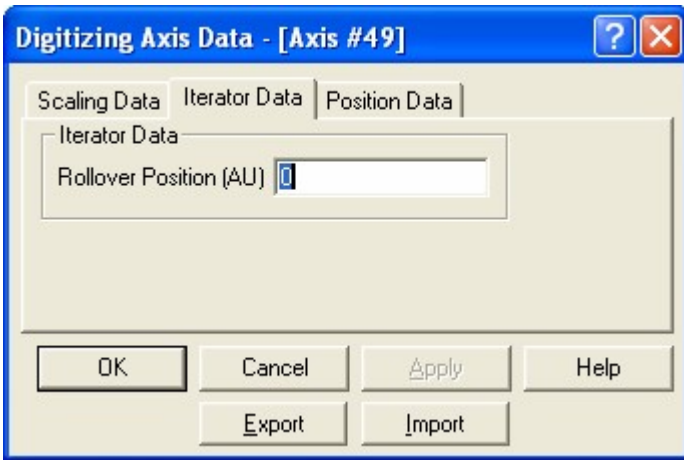 Digitizing Axis Data - [Axis #49]
Scaling Data Iterator Data Position Data
Iterator Data
Rollover Position (AU) 0
OK Cancel Apply Help
Export Import